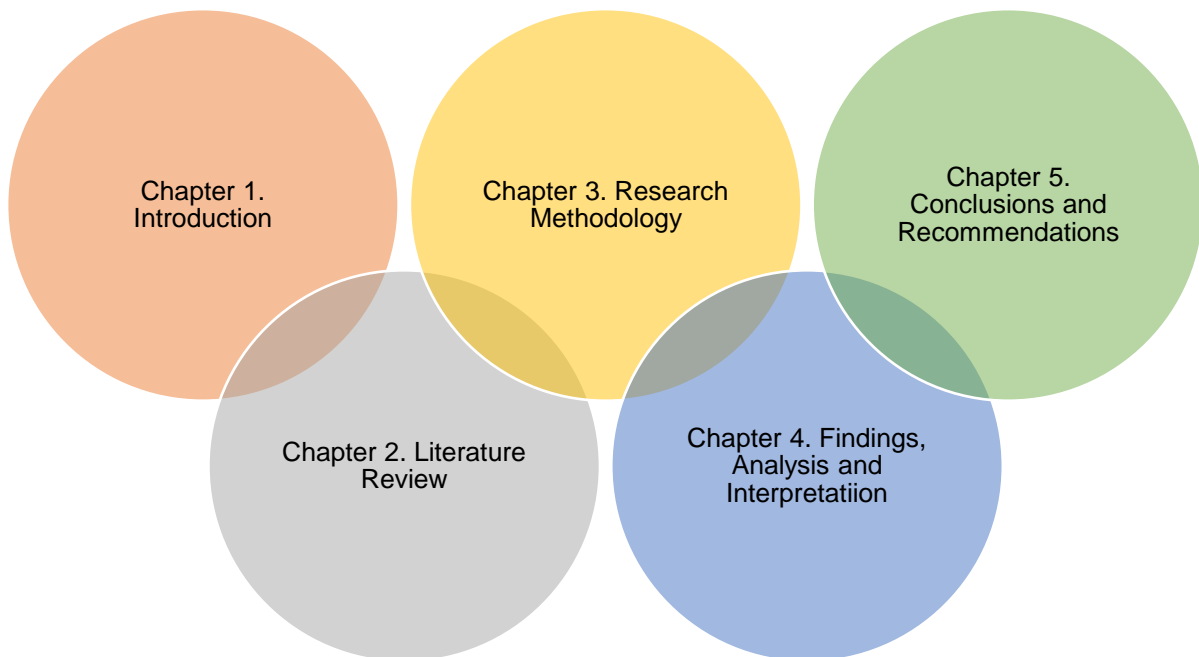 Chapter 1.
Introduction
Chapter 3. Research
Methodology
Chapter 5.
Conclusions and
Recommendations
Chapter 2. Literature
Review
Chapter 4. Findings,
Analysis and
Interpretatiion